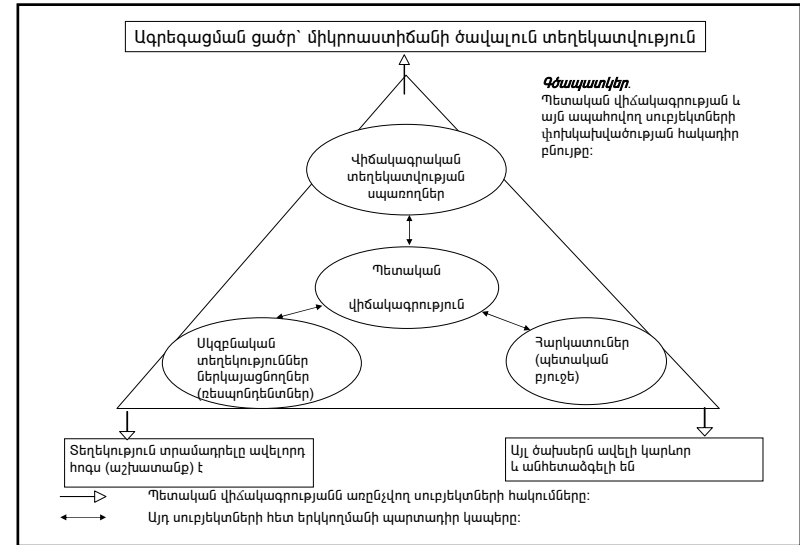 Ագրեգացման ցածր` միկրոաստիճանի ծավալուն տեղեկատվություն
Գծապատկեր.
Պետական վիճակագրության և
այն ապահովող սուբյեկտների
փոխկախվածության հակադիր
բնույթը:
Վիճակագրական
տեղեկատվության
սպառողներ
Պետական
վիճակագրություն
Սկզբնական
տեղեկություններ
ներկայացնողներ
(ռեսպոնդենտներ)
Հարկատուներ
(պետական
բյուջե)
Տեղեկություն տրամադրելը ավելորդ
հոգս (աշխատանք) է
Այլ ծախսերն ավելի կարևոր
և անհետաձգելի են
Պետական վիճակագրությանն առընչվող սուբյեկտների հակումները:
Այդ սուբյեկտների հետ երկկողմանի պարտադիր կապերը: